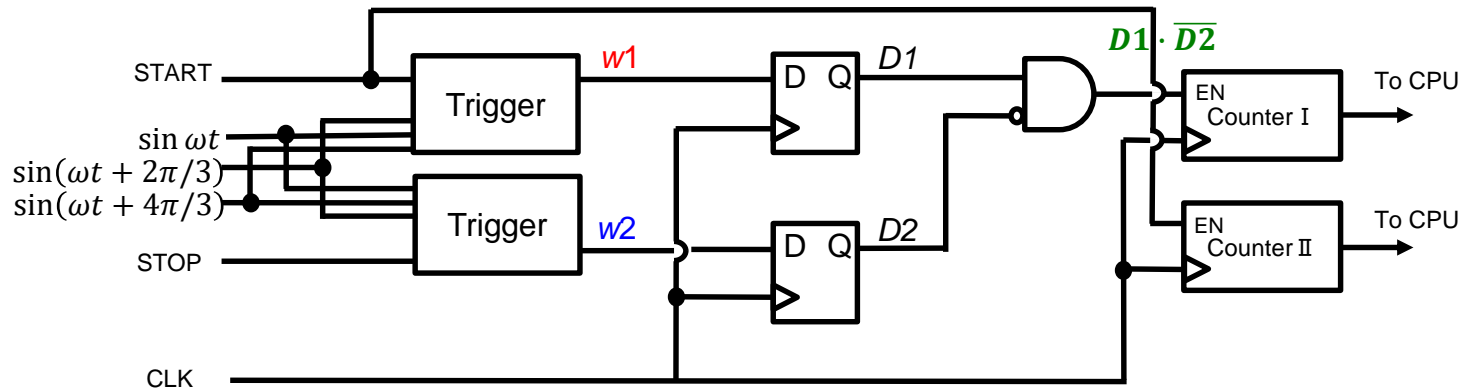 START
sin ωt
sin(ωt + 2π/3)
sin(ωt + 4π/3)
STOP
CLK
Trigger
Trigger
w1
w2
D Q
D Q
D1
D2
D1 · \overline{D2}
EN
Counter I
To CPU
EN
Counter II
To CPU